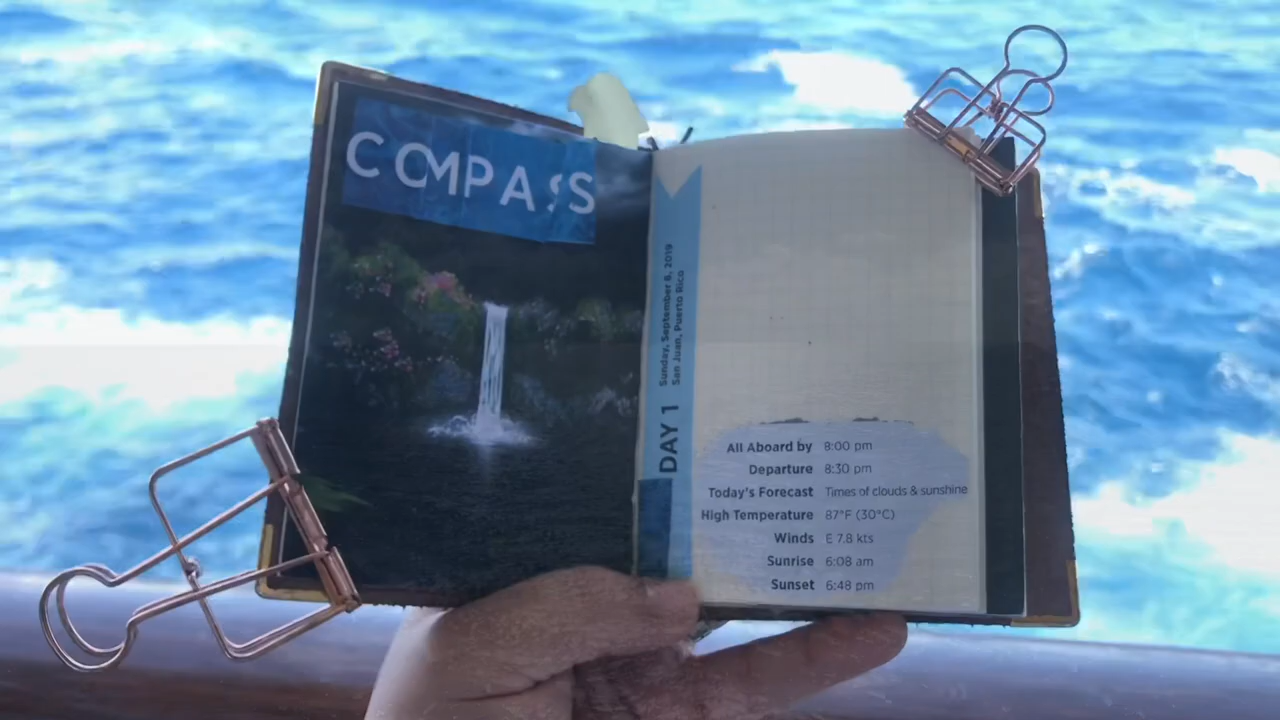 COMPASS
DAY 1
Sunday, September 8, 2019
San Juan, Puerto Rico
All Aboard by 8:00 pm
Departure 8:30 pm
Today's Forecast Times of clouds & sunshine
High Temperature 87°F (30°C)
Winds E 7.8 kts
Sunrise 6:08 am
Sunset 6:48 pm